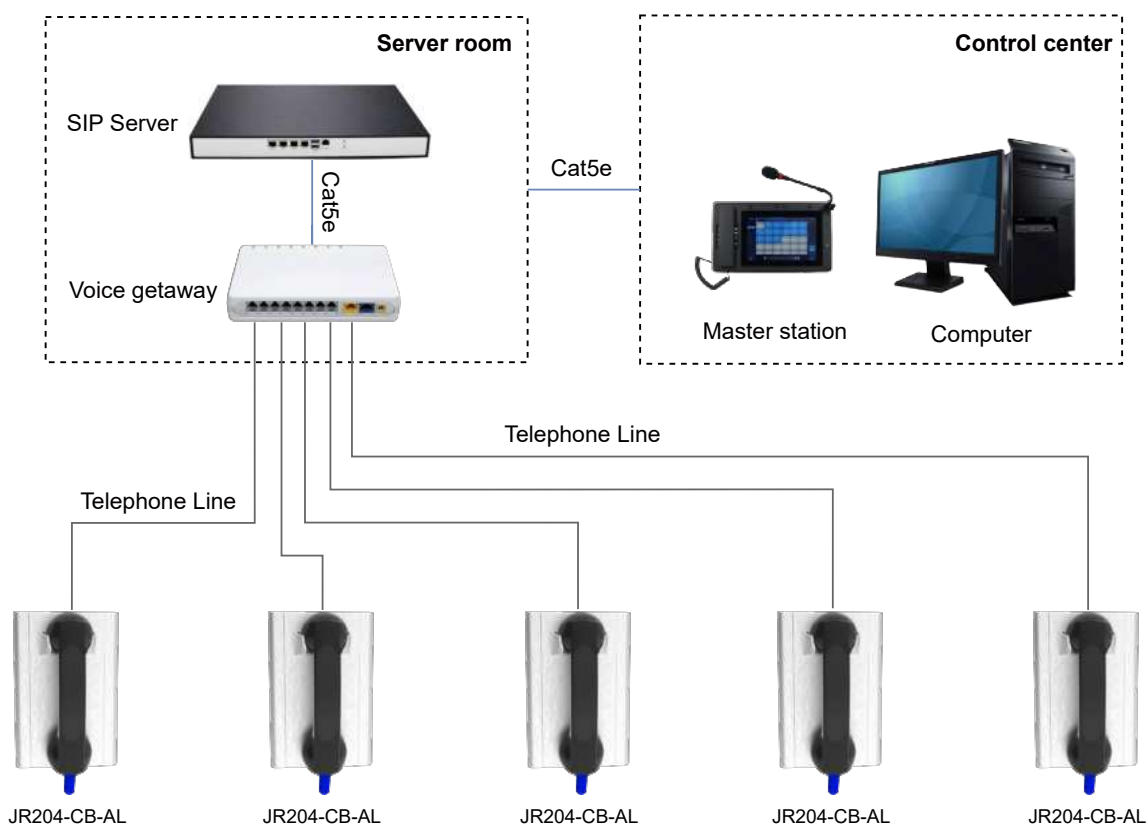 Server room
Control center
SIP Server
Cat5e
Cat5e
Voice getaway
Master station
Computer
Telephone Line
Telephone Line
JR204-CB-AL
JR204-CB-AL
JR204-CB-AL
JR204-CB-AL
JR204-CB-AL